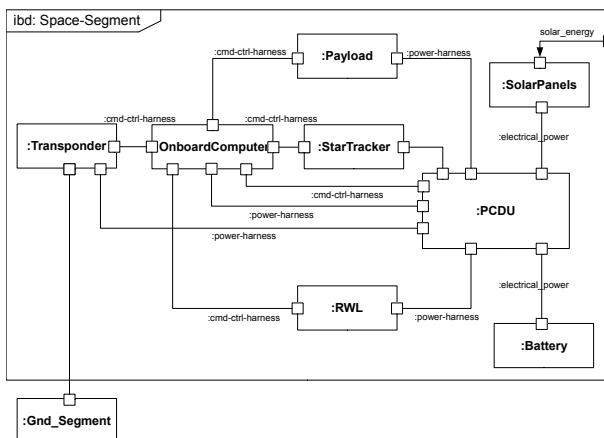 ibd: Space-Segment
solar_energy
:cmd-ctrl-harness
:Payload
:power-harness
:SolarPanels
:cmd-ctrl-harness
:cmd-ctrl-harness
:Transponder
OnboardComputer
:StarTracker
:electrical_power
:cmd-ctrl-harness
:PCDU
:power-harness
:power-harness
:electrical_power
:RWL
:cmd-ctrl-harness
:power-harness
:Battery
:Gnd_Segment